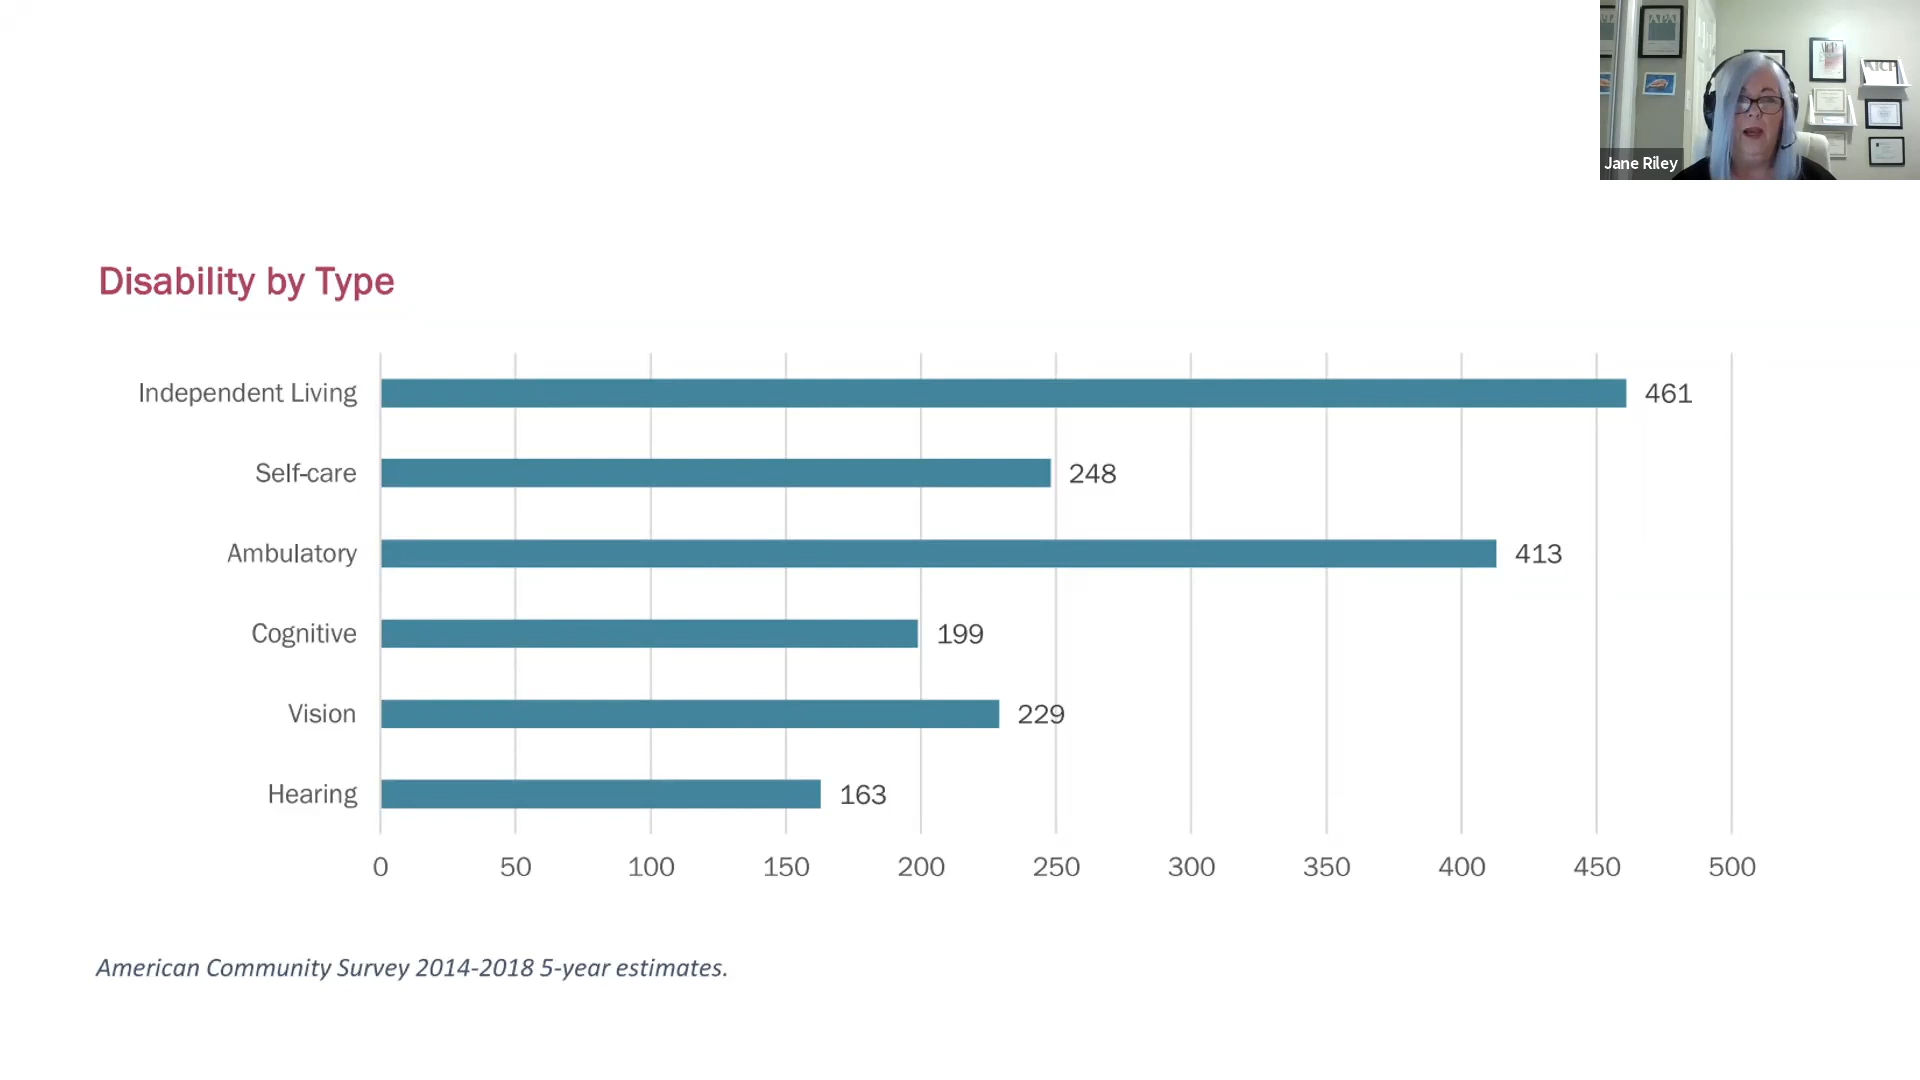 APA
AICP
Jane Riley
Disability by Type
Independent Living 461
Self-care 248
Ambulatory 413
Cognitive 199
Vision 229
Hearing 163
0 50 100 150 200 250 300 350 400 450 500
American Community Survey 2014-2018 5-year estimates.